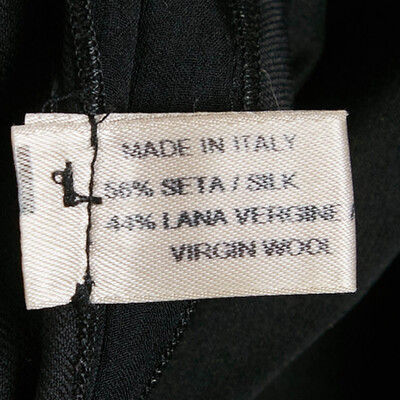 MADE IN ITALY
56% SETA / SILK
44% LANA VERGINE /
VIRGIN WOOL